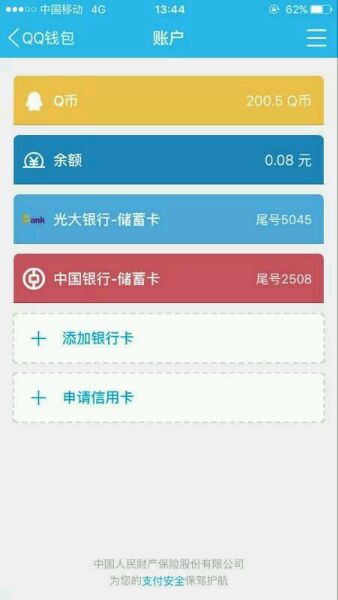 中国移动 4G 13:44 62%
QQ钱包 账户
Q币 200.5 Q币
余额 0.08 元
Bank 光大银行-储蓄卡 尾号5045
中国银行-储蓄卡 尾号2508
+ 添加银行卡
+ 申请信用卡
中国人民财产保险股份有限公司
为您的支付安全保驾护航